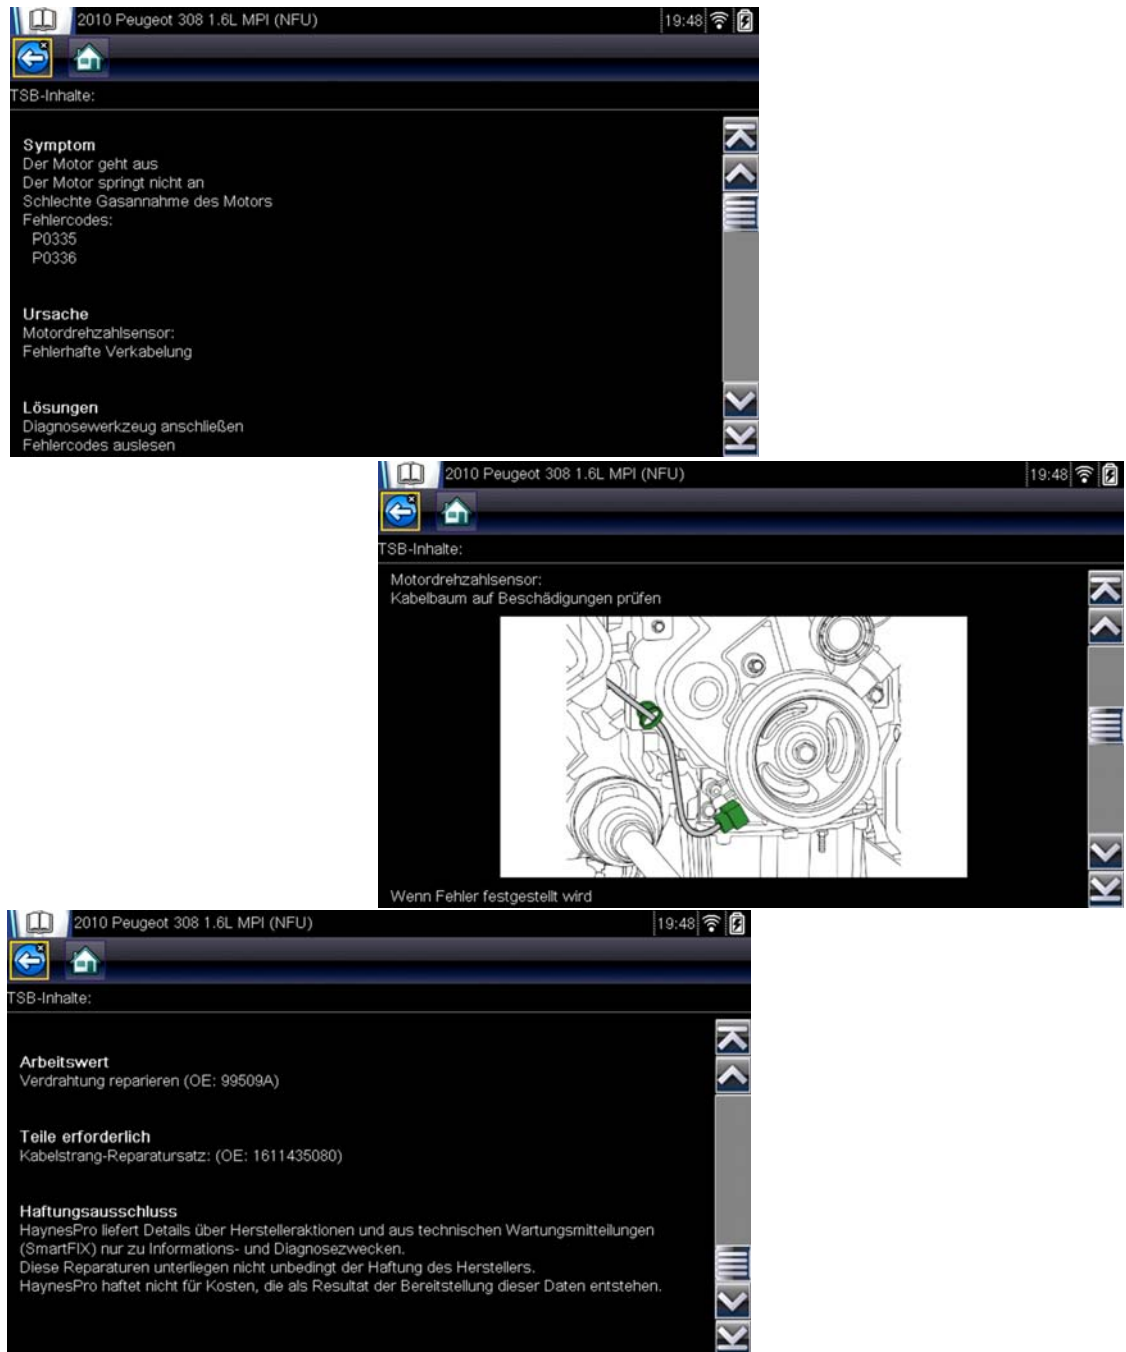 2010 Peugeot 308 1.6L MPI (NFU) 19:48
TSB-Inhalte:
Symptom
Der Motor geht aus
Der Motor springt nicht an
Schlechte Gasannahme des Motors
Fehlercodes:
P0335
P0336
Ursache
Motordrehzahlsensor:
Fehlerhafte Verkabelung
Lösungen
Diagnosewerkzeug anschließen
Fehlercodes auslesen
2010 Peugeot 308 1.6L MPI (NFU) 19:48
TSB-Inhalte:
Motordrehzahlsensor:
Kabelbaum auf Beschädigungen prüfen
Wenn Fehler festgestellt wird
2010 Peugeot 308 1.6L MPI (NFU) 19:48
TSB-Inhalte:
Arbeitswert
Verdrahtung reparieren (OE: 99509A)
Teile erforderlich
Kabelstrang-Reparatursatz: (OE: 1611435080)
Haftungsausschluss
HaynesPro liefert Details über Herstelleraktionen und aus technischen Wartungsmitteilungen
(SmartFIX) nur zu Informations- und Diagnosezwecken.
Diese Reparaturen unterliegen nicht unbedingt der Haftung des Herstellers.
HaynesPro haftet nicht für Kosten, die als Resultat der Bereitstellung dieser Daten entstehen.